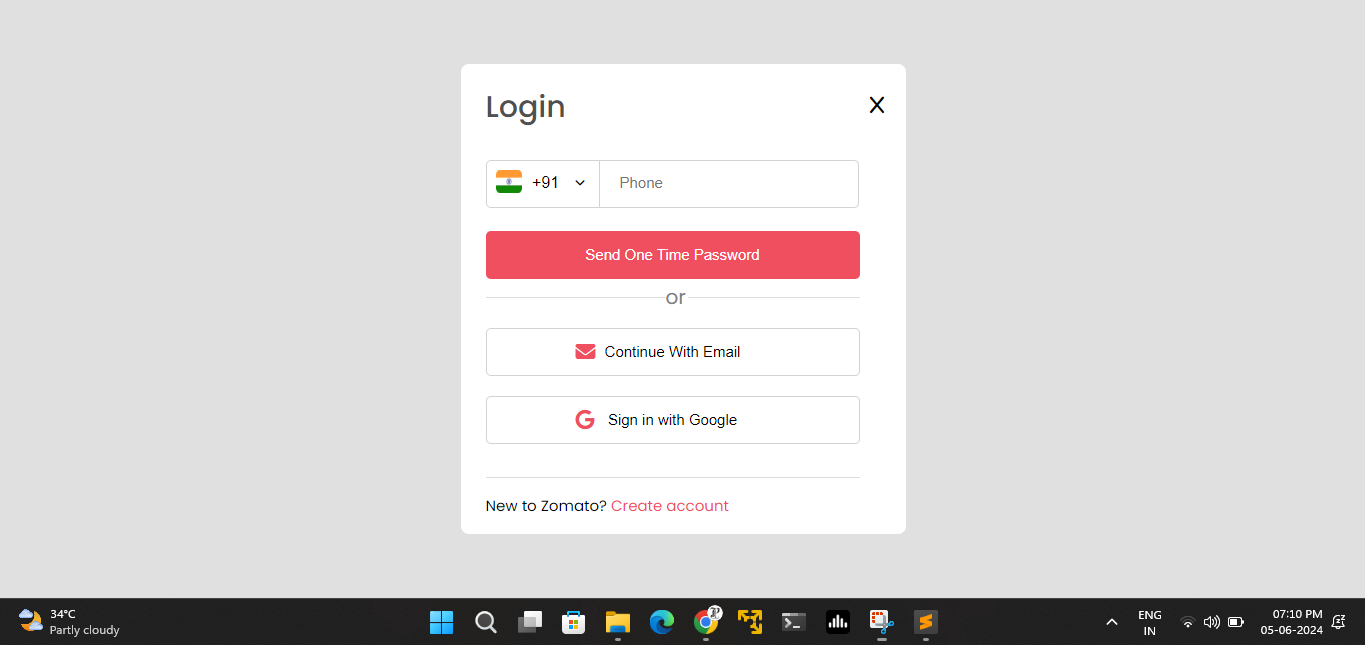 Login
X
+91
Phone
Send One Time Password
or
Continue With Email
Sign in with Google
New to Zomato? Create account
34°C
Partly cloudy
ENG
IN
07:10 PM
05-06-2024